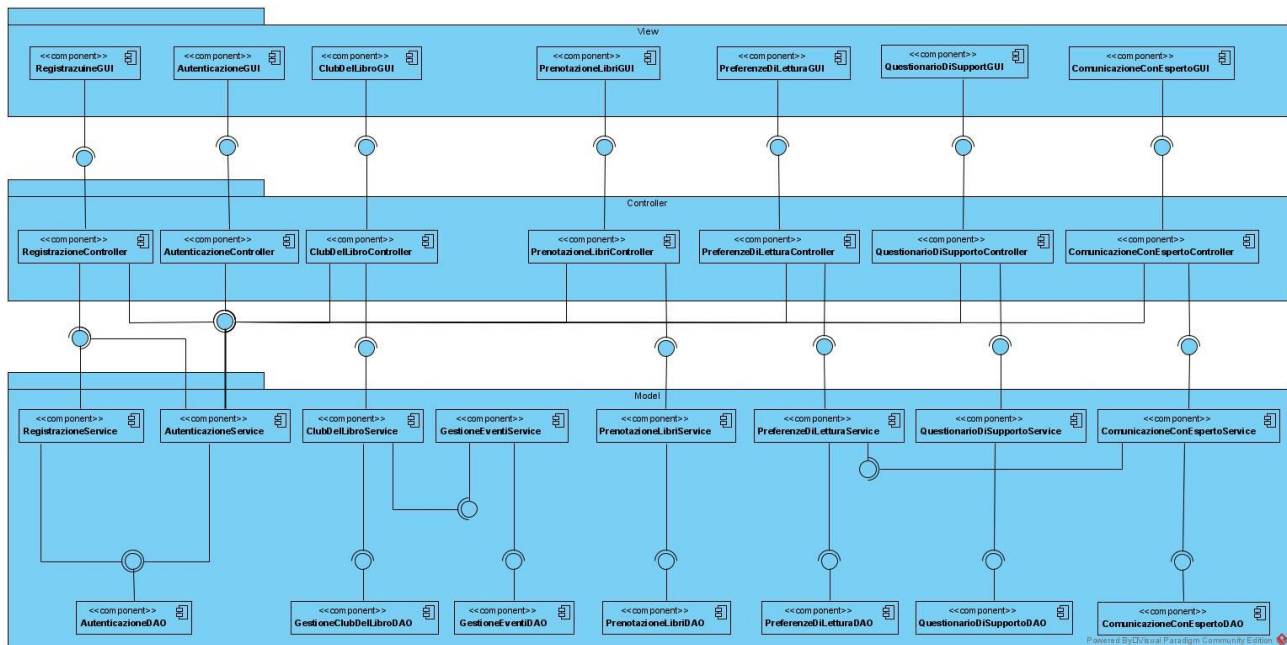 View
<<component>>
RegistrazuineGUI
<<component>>
AutenticazioneGUI
<<component>>
ClubDelLibroGUI
<<component>>
PrenotazioneLibriGUI
<<component>>
PreferenzeDiLetturaGUI
<<component>>
QuestionarioDiSupportGUI
<<component>>
ComunicazioneConEspertoGUI
Controller
<<component>>
RegistrazioneController
<<component>>
AutenticazioneController
<<component>>
ClubDelLibroController
<<component>>
PrenotazioneLibriController
<<component>>
PreferenzeDiLetturaController
<<component>>
QuestionarioDiSupportoController
<<component>>
ComunicazioneConEspertoController
Model
<<component>>
RegistrazioneService
<<component>>
AutenticazioneService
<<component>>
ClubDelLibroService
<<component>>
GestioneEventiService
<<component>>
PrenotazioneLibriService
<<component>>
PreferenzeDiLetturaService
<<component>>
QuestionarioDiSupportoService
<<component>>
ComunicazioneConEspertoService
<<component>>
AutenticazioneDAO
<<component>>
GestioneClubDelLibroDAO
<<component>>
GestioneEventiDAO
<<component>>
PrenotazioneLibriDAO
<<component>>
PreferenzeDiLetturaDAO
<<component>>
QuestionarioDiSupportoDAO
<<component>>
ComunicazioneConEspertoDAO
Powered By Visual Paradigm Community Edition